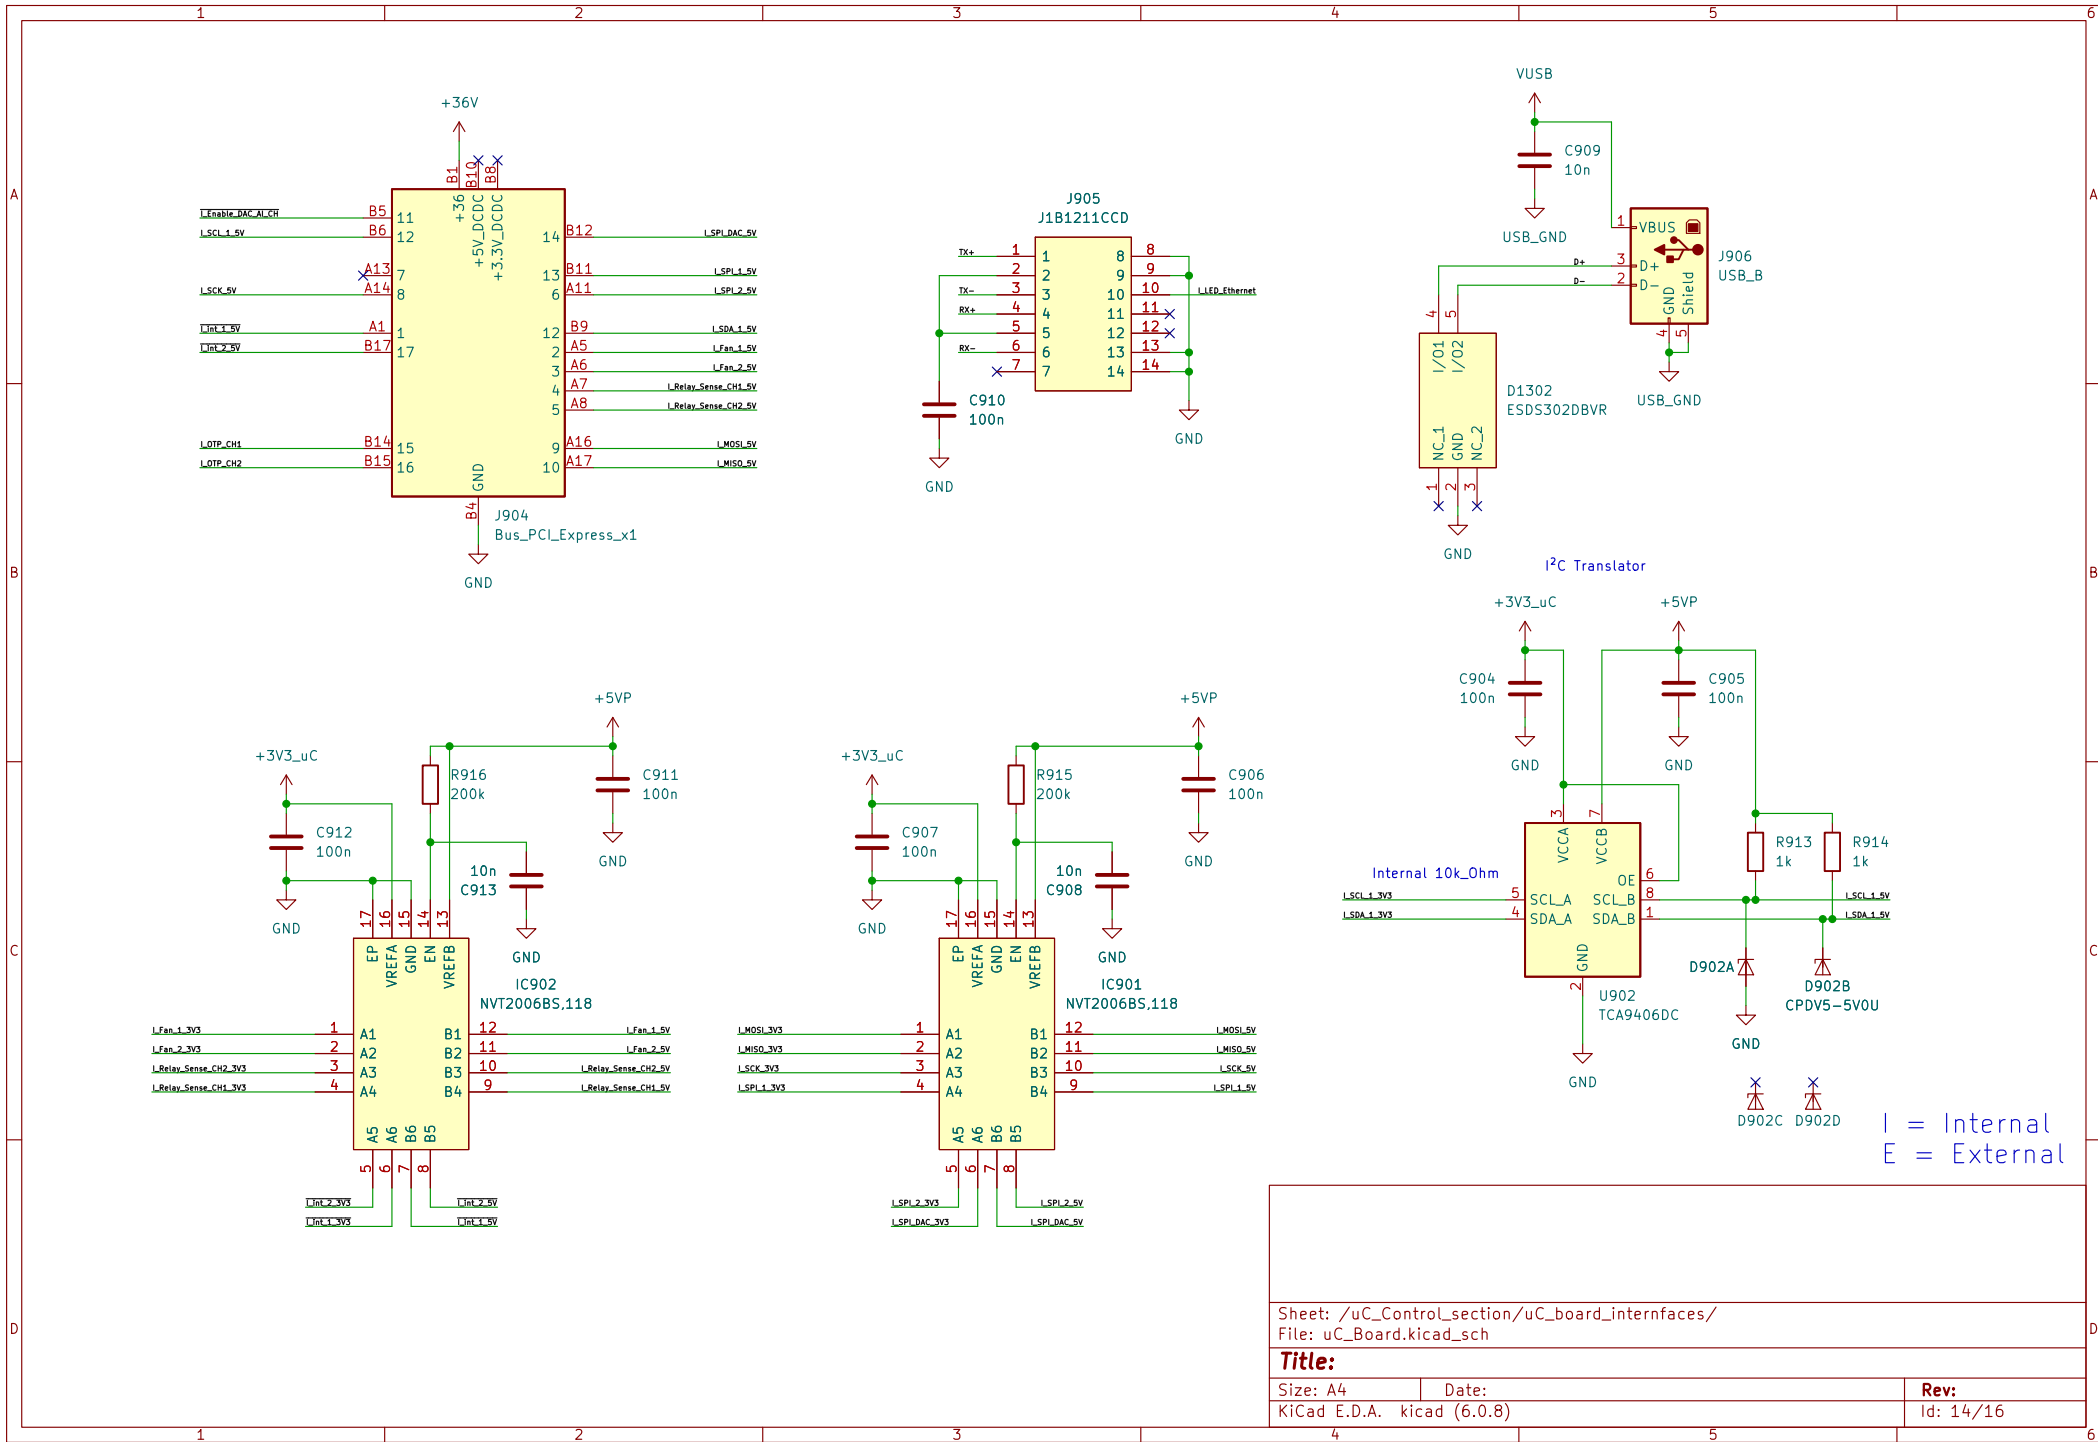 1 2 3 4 5 6
A
B
C
D
+36V
B1
B10
B8
+36
+5V_DCDC
+3.3V_DCDC
I_Enable_DAC_AI_CH B5 11
I_SCL_1_5V B6 12
A13 7
I_SCK_5V A14 8
I_int_1_5V A1 1
I_int_2_5V B17 17
I_OTP_CH1 B14 15
I_OTP_CH2 B15 16
14 B12 I_SPI_DAC_5V
13 B11 I_SPI_1_5V
6 A11 I_SPI_2_5V
12 B9 I_SDA_1_5V
2 A5 I_Fan_1_5V
3 A6 I_Fan_2_5V
4 A7 I_Relay_Sense_CH1_5V
5 A8 I_Relay_Sense_CH2_5V
9 A16 I_MOSI_5V
10 A17 I_MISO_5V
GND
B4
J904
Bus_PCI_Express_x1
GND
J905
J1B1211CCD
TX+ 1 1 8 8
2 2 9 9
TX- 3 3 10 10 I_LED_Ethernet
RX+ 4 4 11 11
5 5 12 12
RX- 6 6 13 13
7 7 14 14
C910
100n
GND
GND
VUSB
C909
10n
USB_GND
1 VBUS
D+ 3 D+
D- 2 D-
GND
Shield
4 5
J906
USB_B
USB_GND
4 5
I/O1
I/O2
D1302
ESDS302DBVR
NC_1
GND
NC_2
1 2 3
GND
I²C Translator
+3V3_uC
+5VP
C904
100n
C905
100n
GND
GND
3 7
VCCA
VCCB
R913
1k
R914
1k
Internal 10k_Ohm
OE 6
I_SCL_1_3V3 5 SCL_A SCL_B 8 I_SCL_1_5V
I_SDA_1_3V3 4 SDA_A SDA_B 1 I_SDA_1_5V
GND
2
U902
TCA9406DC
GND
D902A
GND
D902B
CPDV5-5V0U
D902C D902D
I = Internal
E = External
+5VP
+3V3_uC
R916
200k
C911
100n
GND
C912
100n
10n
C913
GND
GND
17 16 15 14 13
EP
VREFA
GND
EN
VREFB
IC902
NVT2006BS,118
I_Fan_1_3V3 1 A1 B1 12 I_Fan_1_5V
I_Fan_2_3V3 2 A2 B2 11 I_Fan_2_5V
I_Relay_Sense_CH2_3V3 3 A3 B3 10 I_Relay_Sense_CH2_5V
I_Relay_Sense_CH1_3V3 4 A4 B4 9 I_Relay_Sense_CH1_5V
A5 A6 B6 B5
5 6 7 8
I_int_2_3V3 I_int_2_5V
I_int_1_3V3 I_int_1_5V
+5VP
+3V3_uC
R915
200k
C906
100n
GND
C907
100n
10n
C908
GND
GND
17 16 15 14 13
EP
VREFA
GND
EN
VREFB
IC901
NVT2006BS,118
I_MOSI_3V3 1 A1 B1 12 I_MOSI_5V
I_MISO_3V3 2 A2 B2 11 I_MISO_5V
I_SCK_3V3 3 A3 B3 10 I_SCK_5V
I_SPI_1_3V3 4 A4 B4 9 I_SPI_1_5V
A5 A6 B6 B5
5 6 7 8
I_SPI_2_3V3 I_SPI_2_5V
I_SPI_DAC_3V3 I_SPI_DAC_5V
Sheet: /uC_Control_section/uC_board_internfaces/
File: uC_Board.kicad_sch
Title:
Size: A4 Date: Rev:
KiCad E.D.A. kicad (6.0.8) Id: 14/16
A
B
C
D
1 2 3 4 5 6